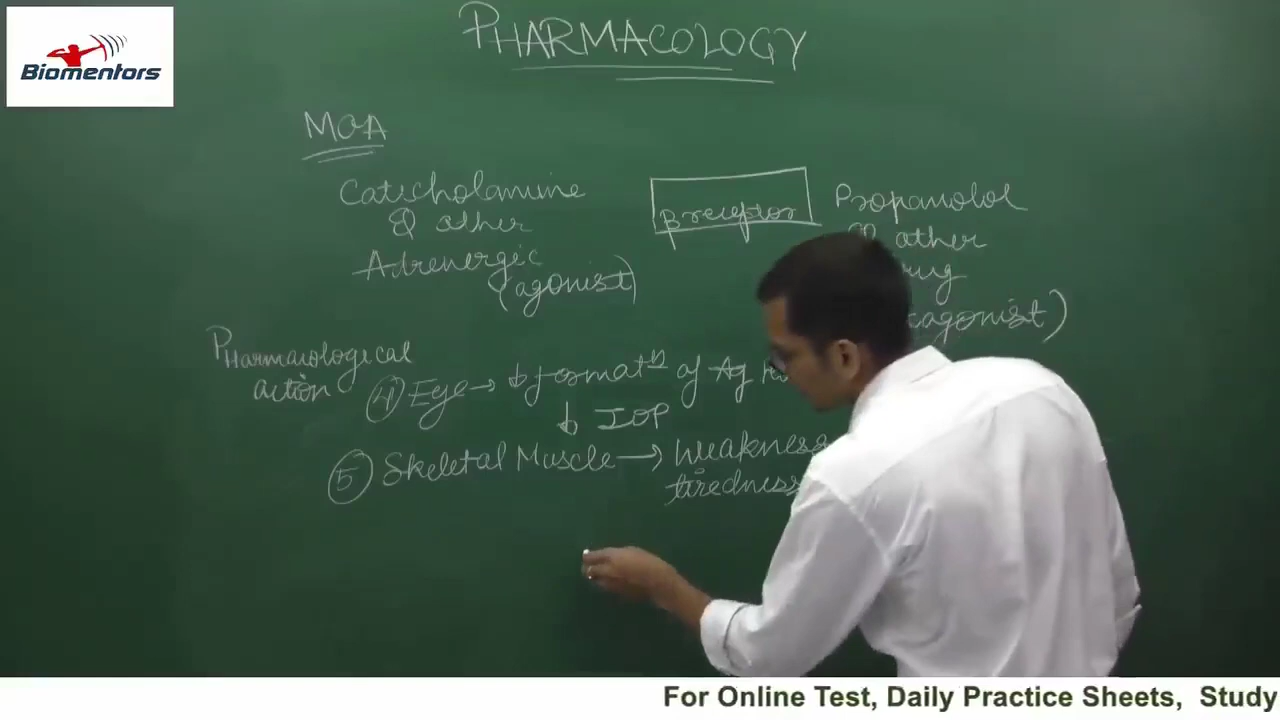 Biomentors
PHARMACOLOGY
MOA
Catecholamine
& other
Adrenergic
(agonist)
β receptor
Propanolol
other
Pharmacological
action
④ Eye → ↓ formatⁿ of Aq
↓ IOP
⑤ Skeletal Muscle → Weakness
tiredness
For Online Test, Daily Practice Sheets, Study